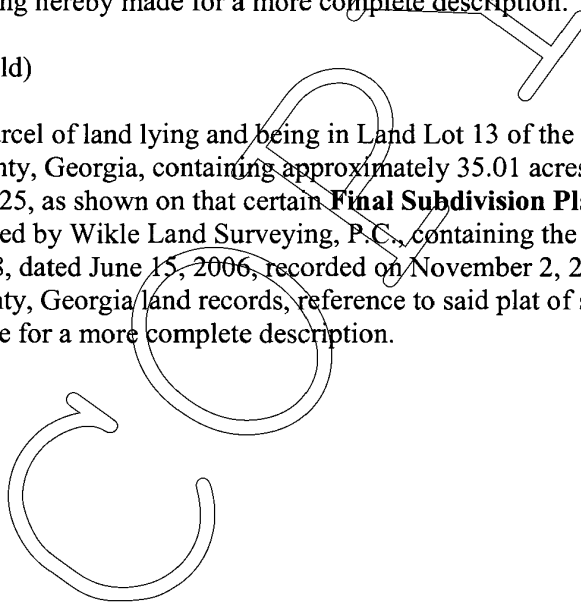 ng hereby made for a more complete description.
ld)
rcel of land lying and being in Land Lot 13 of the
nty, Georgia, containing approximately 35.01 acres
25, as shown on that certain Final Subdivision Pl
ed by Wikle Land Surveying, P.C., containing the
, dated June 15, 2006, recorded on November 2, 2
nty, Georgia land records, reference to said plat of s
e for a more complete description.
COPY